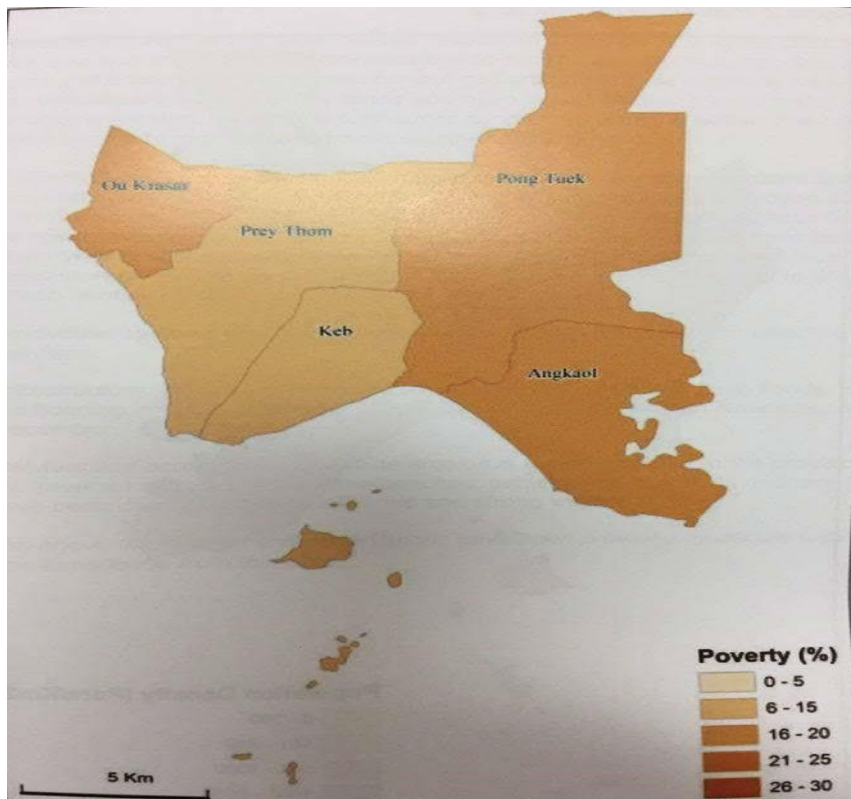 Ou Krasar
Pong Tuek
Prey Thom
Keb
Angkaol
Poverty (%)
0 - 5
6 - 15
16 - 20
21 - 25
26 - 30
5 Km